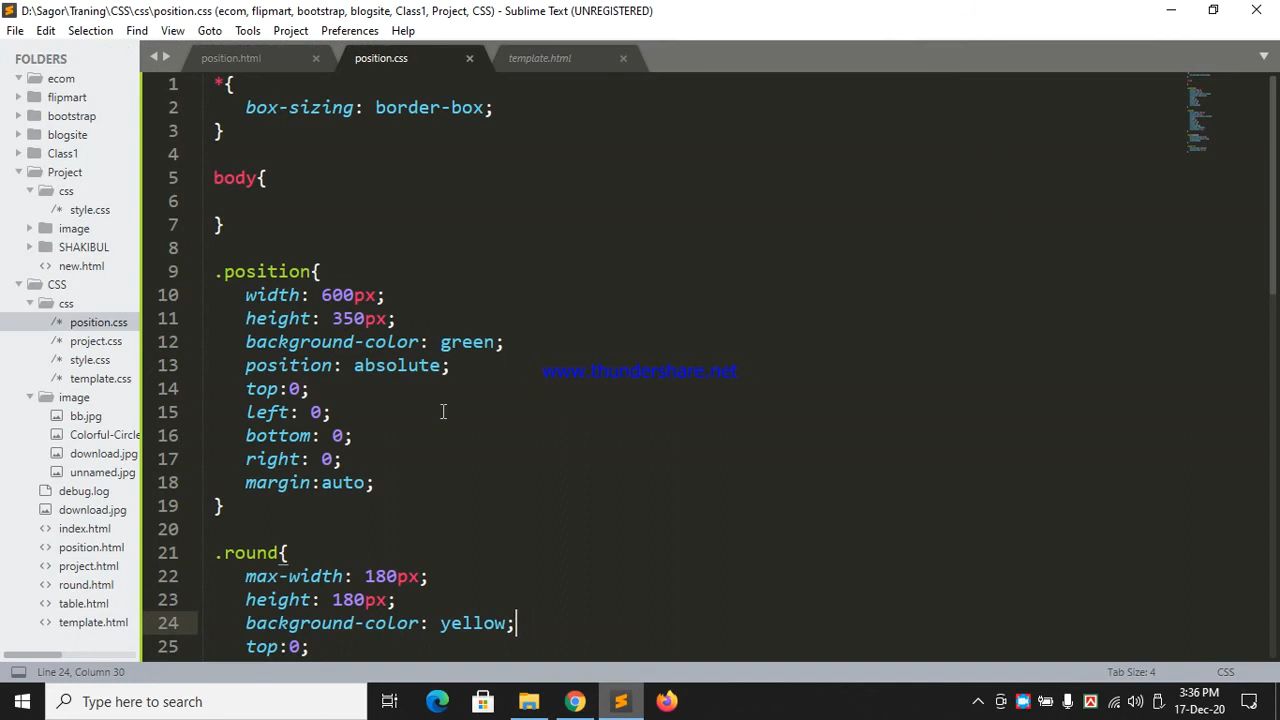 D:\Sagor\Traning\CSS\css\position.css (ecom, flipmart, bootstrap, blogsite, Class1, Project, CSS) - Sublime Text (UNREGISTERED)
File Edit Selection Find View Goto Tools Project Preferences Help
FOLDERS
ecom
flipmart
bootstrap
blogsite
Class1
Project
css
/* style.css
image
SHAKIBUL
<> new.html
CSS
css
/* position.css
/* project.css
/* style.css
/* template.css
image
bb.jpg
Colorful-Circle
download.jpg
unnamed.jpg
debug.log
download.jpg
<> index.html
<> position.html
<> project.html
<> round.html
<> table.html
<> template.html
position.html × position.css × template.html ×
1 *{
2 box-sizing: border-box;
3 }
4
5 body{
6
7 }
8
9 .position{
10 width: 600px;
11 height: 350px;
12 background-color: green;
13 position: absolute;
14 top:0;
15 left: 0;
16 bottom: 0;
17 right: 0;
18 margin:auto;
19 }
20
21 .round{
22 max-width: 180px;
23 height: 180px;
24 background-color: yellow;
25 top:0;
www.thundershare.net
Line 24, Column 30 Tab Size: 4 CSS
Type here to search
3:36 PM
17-Dec-20